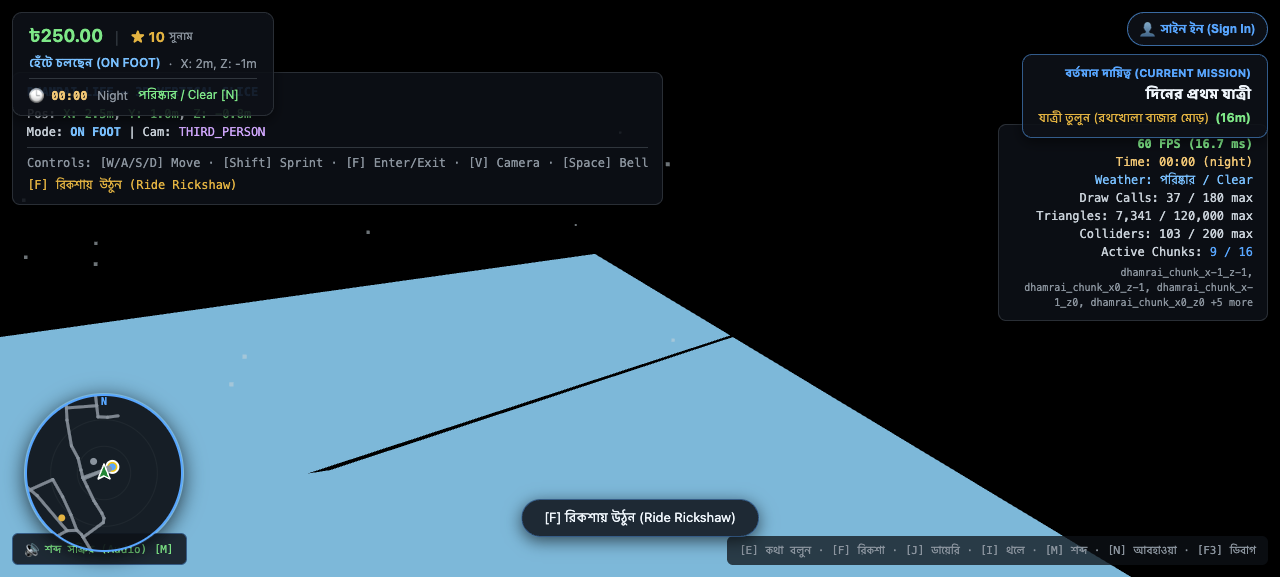 ৳250.00 | ⭐ 10 সুনাম
হেঁটে চলছেন (ON FOOT) · X: 2m, Z: -1m
🕒 00:00 Night পরিষ্কার / Clear [N]
Mode: ON FOOT | Cam: THIRD_PERSON
Controls: [W/A/S/D] Move · [Shift] Sprint · [F] Enter/Exit · [V] Camera · [Space] Bell
[F] রিকশায় উঠুন (Ride Rickshaw)
👤 সাইন ইন (Sign In)
বর্তমান দায়িত্ব (CURRENT MISSION)
দিনের প্রথম যাত্রী
যাত্রী তুলুন (রথখোলা বাজার মোড়) (16m)
60 FPS (16.7 ms)
Time: 00:00 (night)
Weather: পরিষ্কার / Clear
Draw Calls: 37 / 180 max
Triangles: 7,341 / 120,000 max
Colliders: 103 / 200 max
Active Chunks: 9 / 16
dhamrai_chunk_x-1_z-1,
dhamrai_chunk_x0_z-1, dhamrai_chunk_x-
1_z0, dhamrai_chunk_x0_z0 +5 more
N
শব্দ [M]
[F] রিকশায় উঠুন (Ride Rickshaw)
[E] কথা বলুন · [F] রিকশা · [J] ডায়েরি · [I] থলে · [M] শব্দ · [N] আবহাওয়া · [F3] ডিবাগ